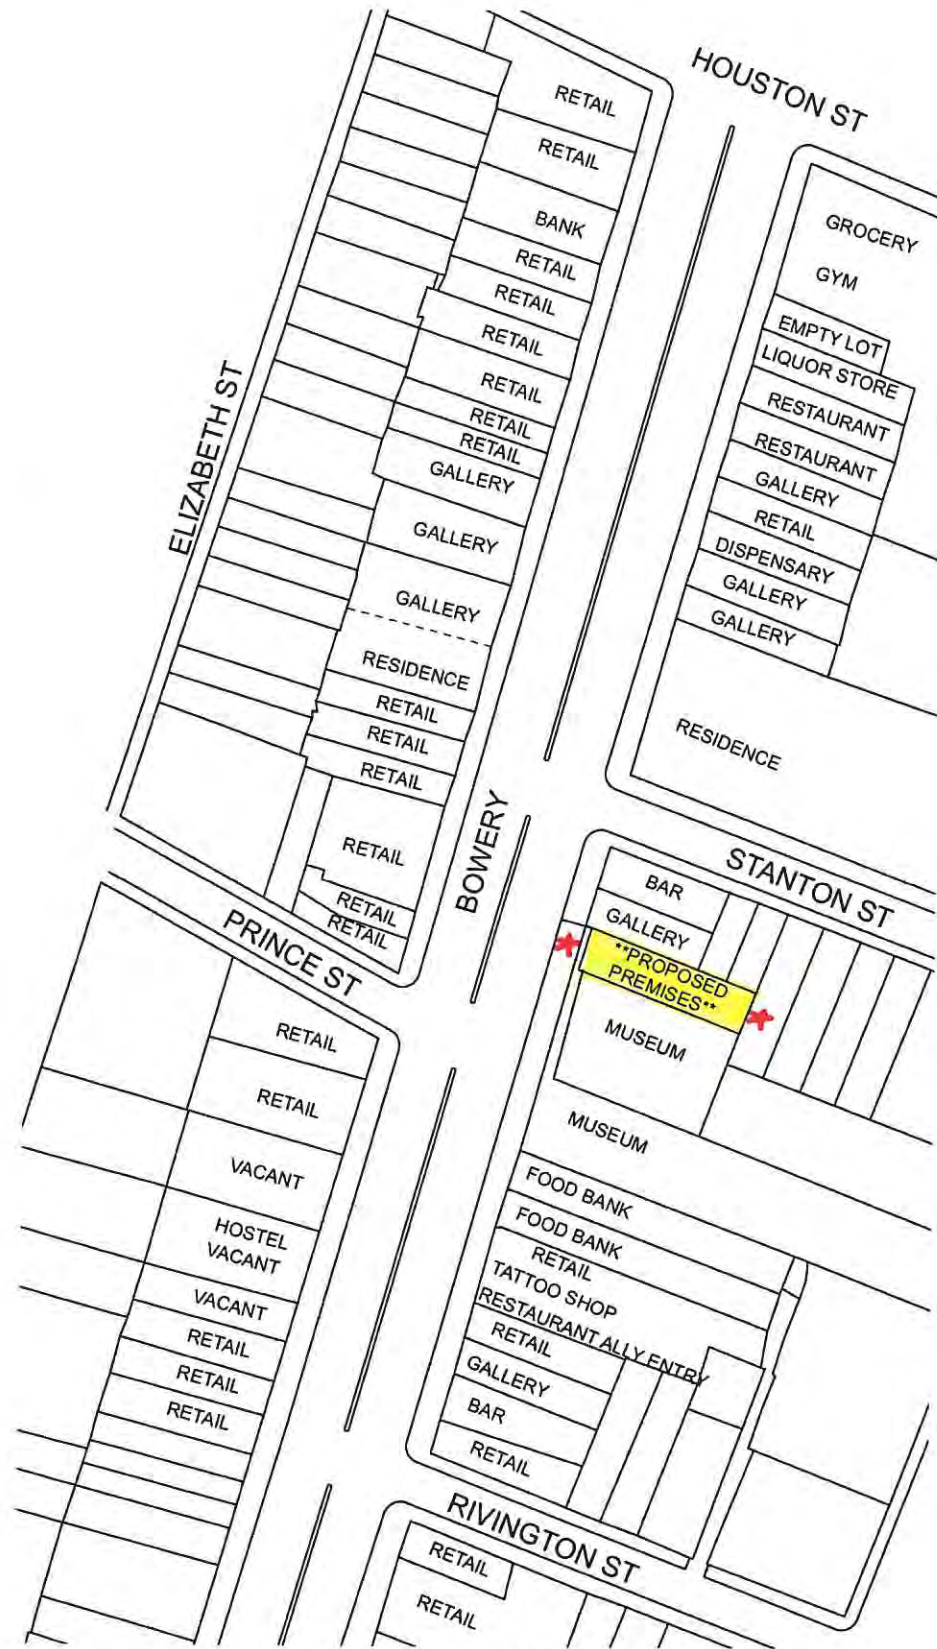 HOUSTON ST
RETAIL
RETAIL
BANK
RETAIL
RETAIL
RETAIL
RETAIL
RETAIL
RETAIL
GALLERY
GALLERY
GALLERY
RESIDENCE
RETAIL
RETAIL
RETAIL
RETAIL
RETAIL
RETAIL
ELIZABETH ST
GROCERY
GYM
EMPTY LOT
LIQUOR STORE
RESTAURANT
RESTAURANT
GALLERY
RETAIL
DISPENSARY
GALLERY
GALLERY
RESIDENCE
BOWERY
STANTON ST
PRINCE ST
BAR
GALLERY
**PROPOSED
PREMISES**
MUSEUM
MUSEUM
FOOD BANK
FOOD BANK
RETAIL
TATTOO SHOP
RESTAURANT ALLY ENTRY
RETAIL
GALLERY
BAR
RETAIL
RETAIL
RETAIL
VACANT
HOSTEL
VACANT
VACANT
RETAIL
RETAIL
RETAIL
RIVINGTON ST
RETAIL
RETAIL